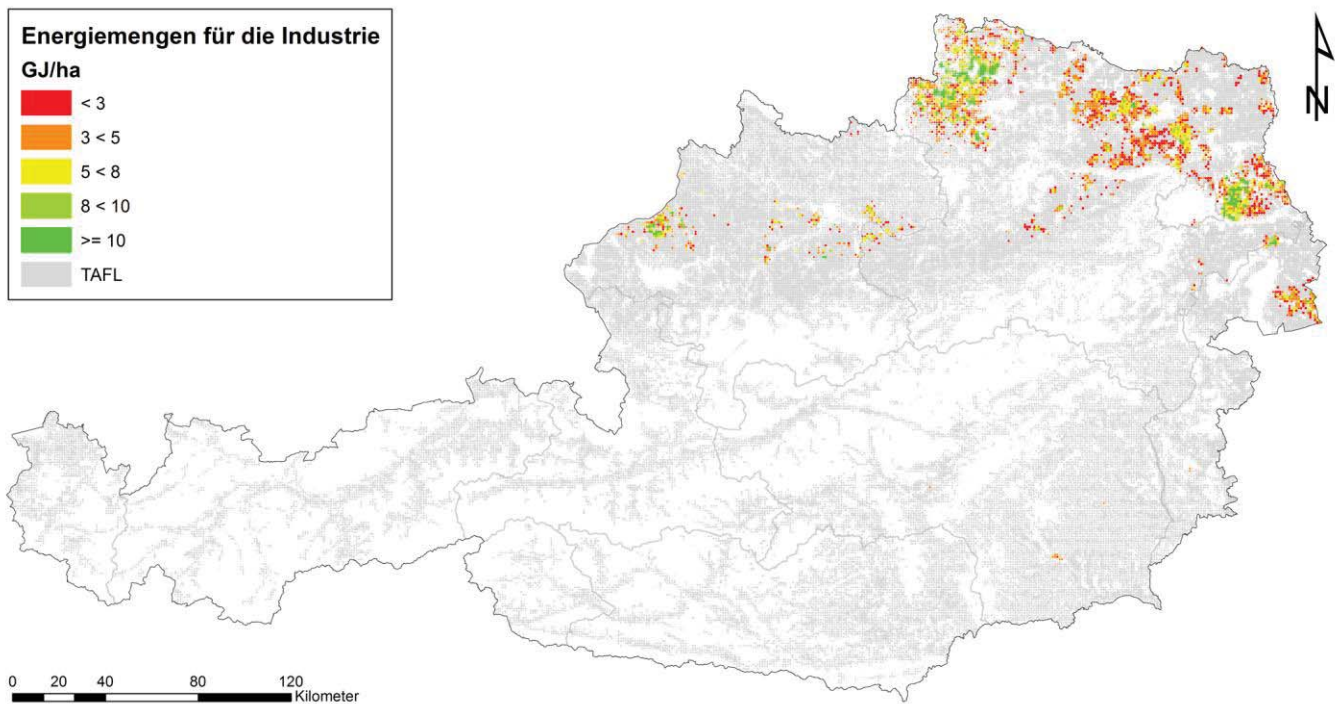 Energiemengen für die Industrie
GJ/ha
< 3
3 < 5
5 < 8
8 < 10
>= 10
TAFL
N
0 20 40 80 120
Kilometer